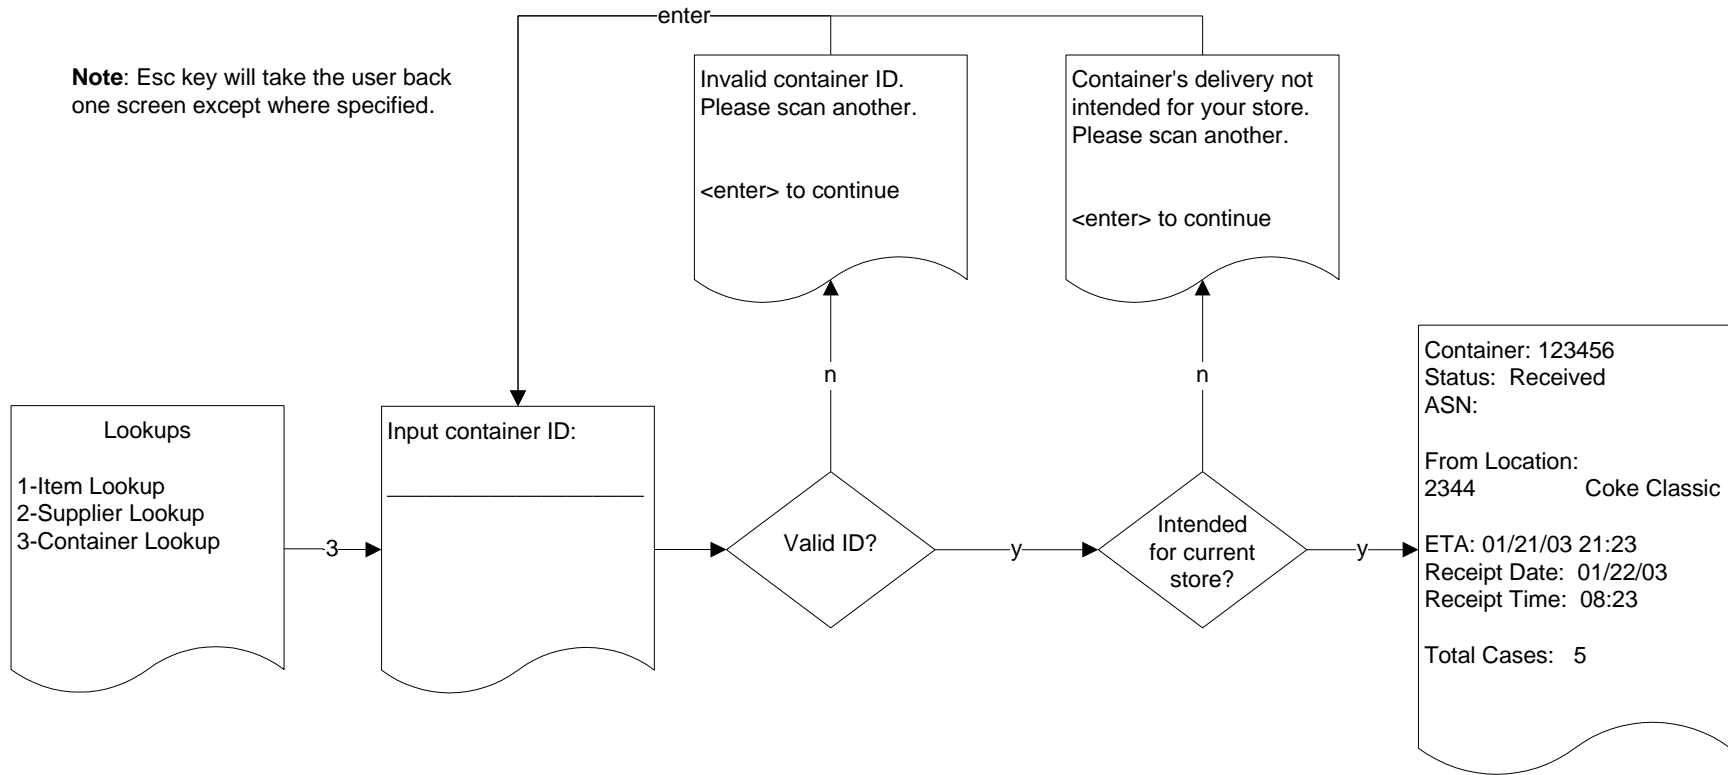 enter
Note: Esc key will take the user back
one screen except where specified.
Invalid container ID.
Please scan another.
<enter> to continue
Container's delivery not
intended for your store.
Please scan another.
<enter> to continue
n
n
Lookups
1-Item Lookup
2-Supplier Lookup
3-Container Lookup
3
Input container ID:
Valid ID?
y
Intended
for current
store?
y
Container: 123456
Status: Received
ASN:
From Location:
2344 Coke Classic
ETA: 01/21/03 21:23
Receipt Date: 01/22/03
Receipt Time: 08:23
Total Cases: 5